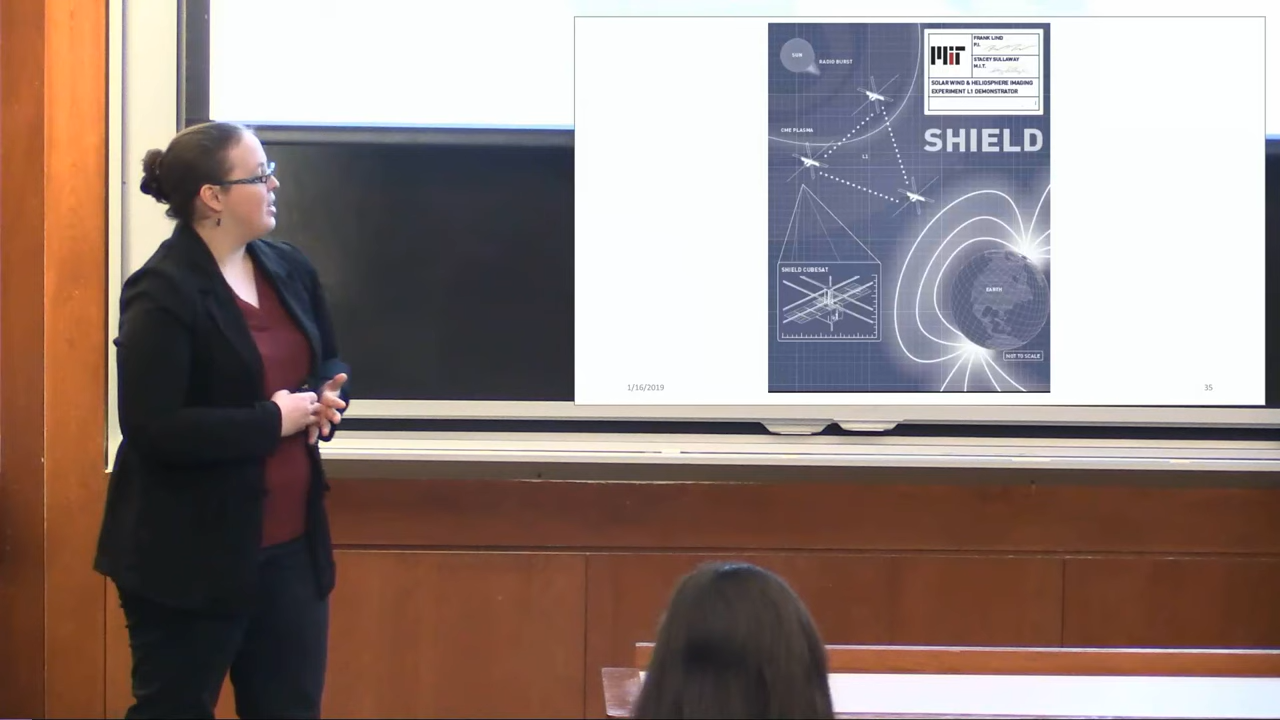 SUN
RADIO BURST
MIT
FRANK LIND
P.I.
STACEY SULLAWAY
M.I.T.
SOLAR WIND & HELIOSPHERE IMAGING
EXPERIMENT L1 DEMONSTRATOR
SHIELD
CME PLASMA
SHIELD CUBESAT
EARTH
NOT TO SCALE
1/16/2019
35